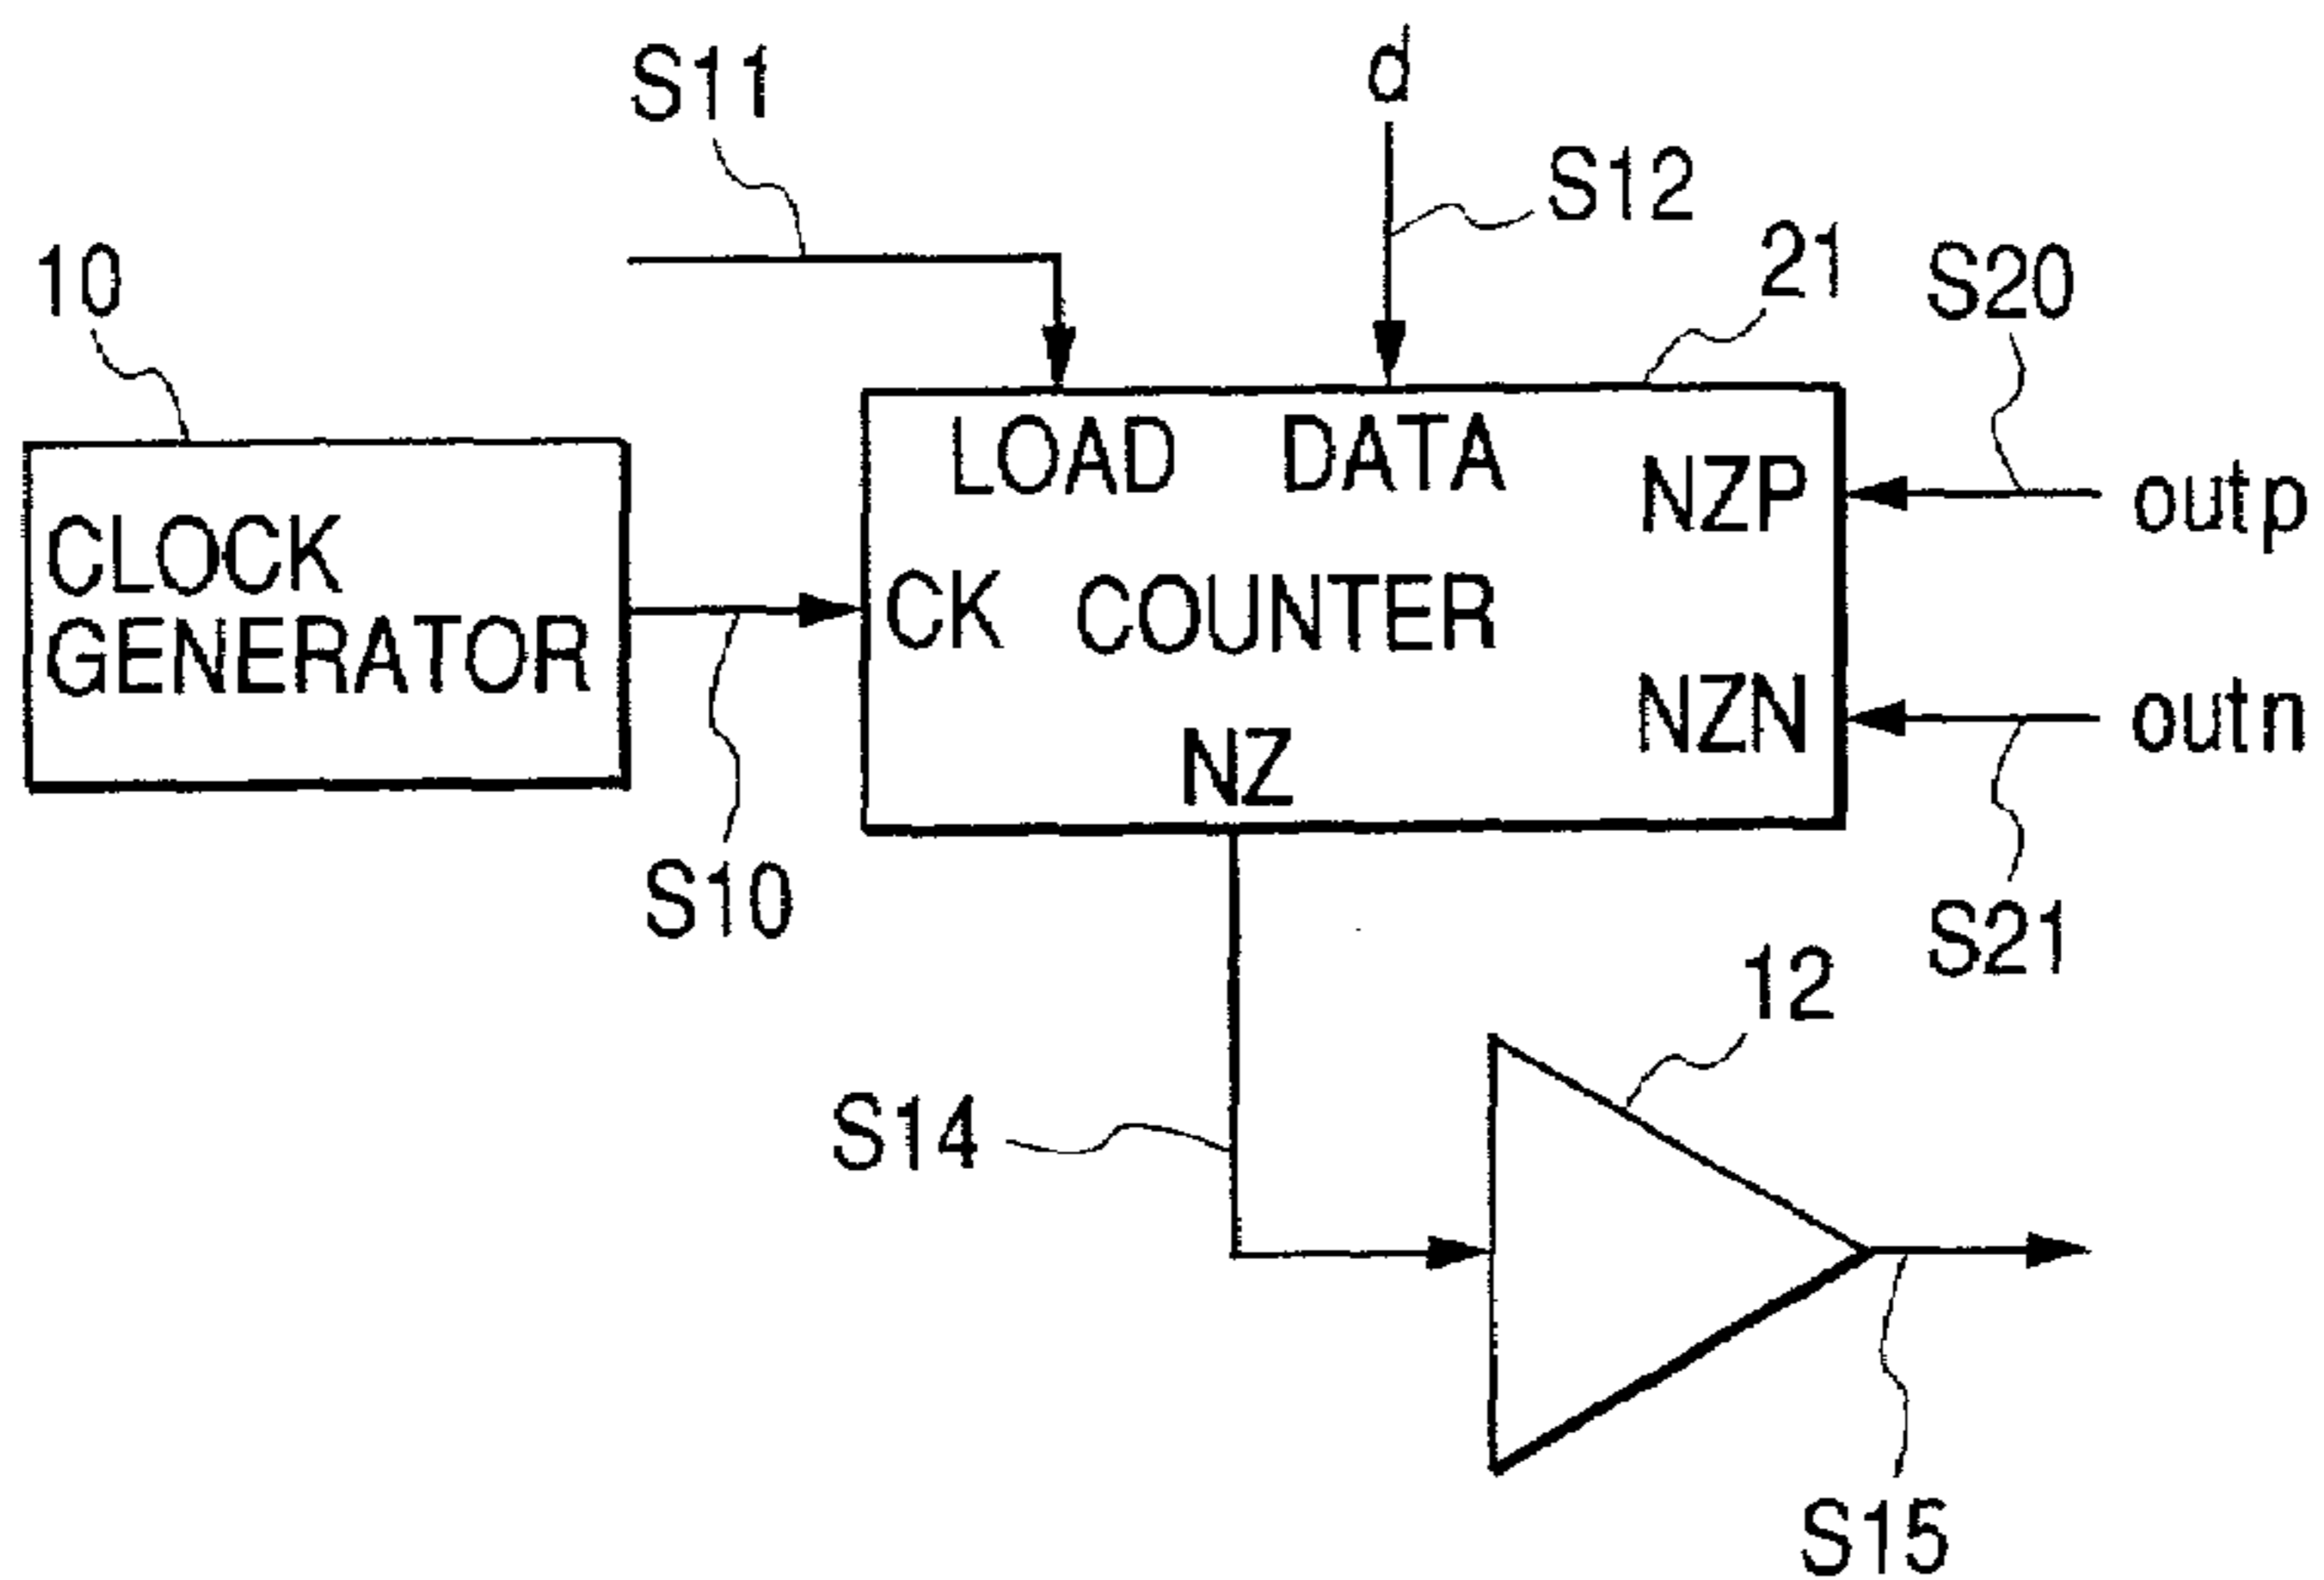 S11
d
S12
21
S20
10
LOAD DATA
NZP
outp
CLOCK
GENERATOR
CK COUNTER
NZN
outn
NZ
S10
S21
12
S14
S15